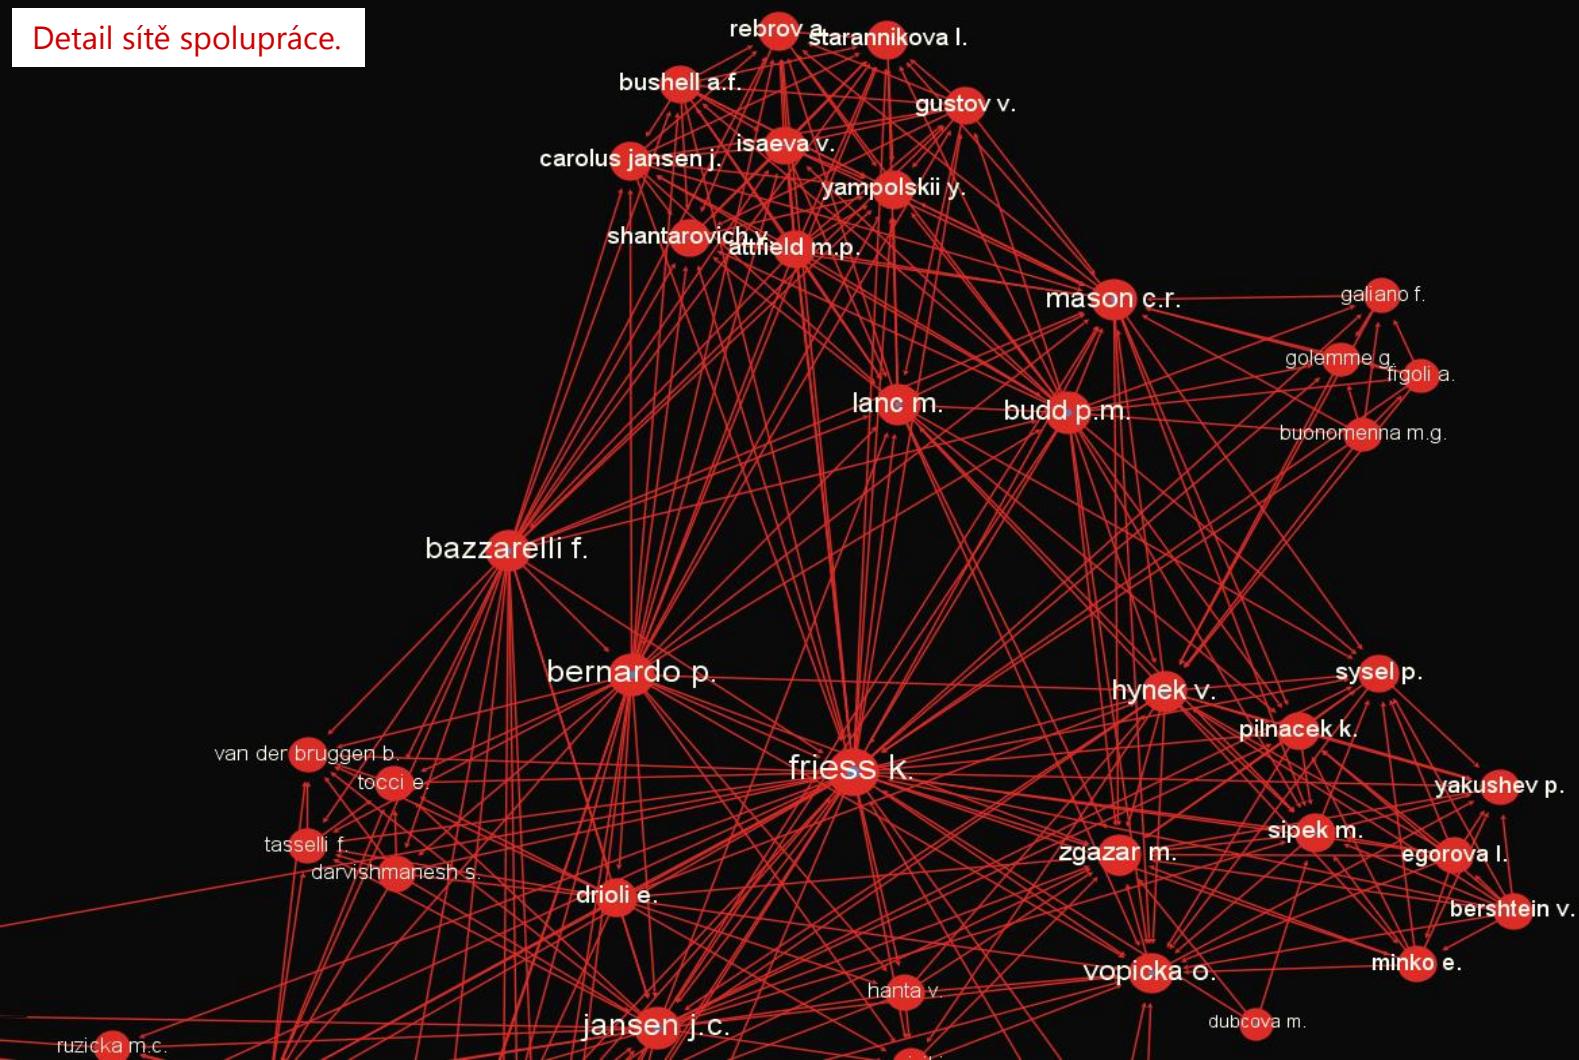 Detail sítě spolupráce.
rebrov a.
starannikova l.
bushell a.f.
gustov v.
isaeva v.
carolus jansen j.
yampolskii y.
shantarovich v.
attfield m.p.
mason c.r.
galiano f.
golemme g.
figoli a.
lanc m.
budd p.m.
buonomenna m.g.
bazzarelli f.
bernardo p.
sysel p.
hynek v.
pilnacek k.
van der bruggen b.
friess k.
tocci e.
yakushev p.
sipek m.
tasselli f.
zgazar m.
egorova l.
darvishmanesh s.
drioli e.
bershtein v.
minko e.
vopicka o.
hanta v.
dubcova m.
jansen j.c.
ruzicka m.c.